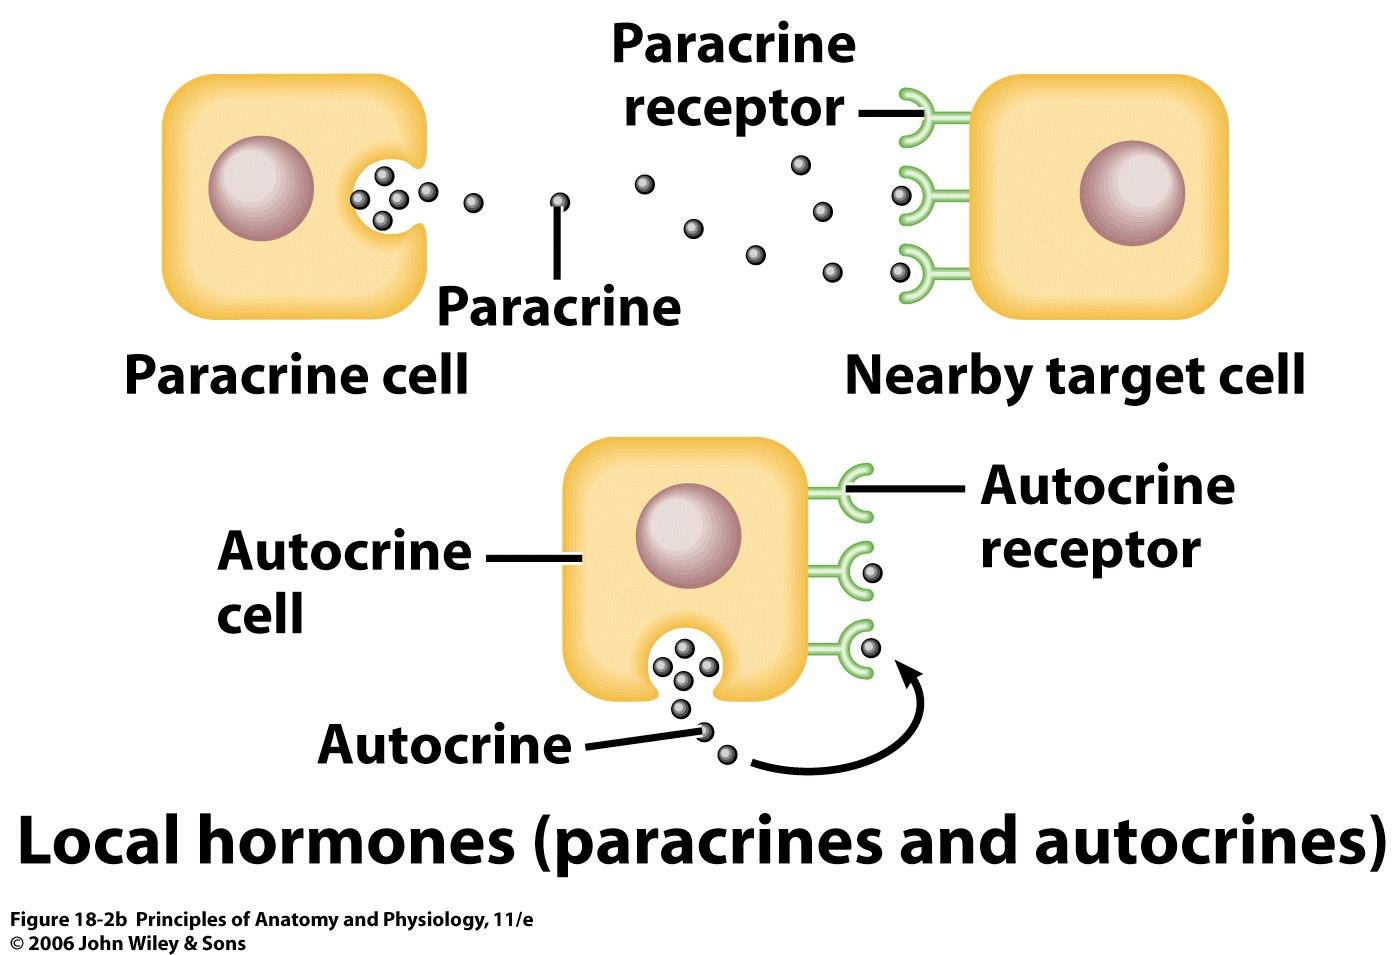 Paracrine
receptor
Paracrine
Paracrine cell
Nearby target cell
Autocrine
cell
Autocrine
receptor
Autocrine
Local hormones (paracrines and autocrines)
Figure 18-2b Principles of Anatomy and Physiology, 11/e
© 2006 John Wiley & Sons